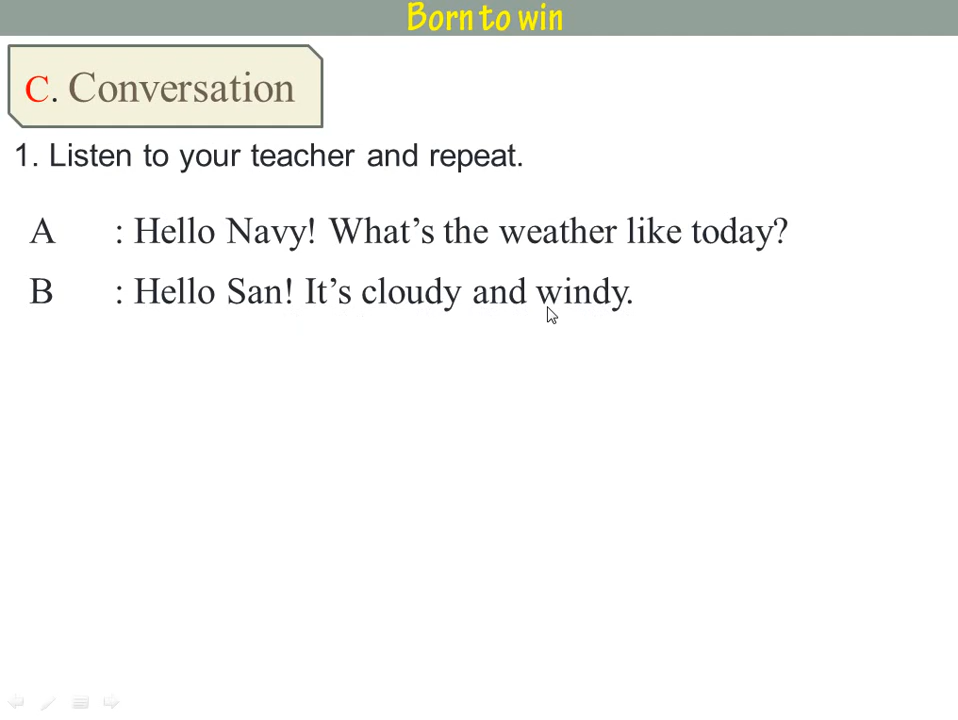 Born to win
C. Conversation
1. Listen to your teacher and repeat.
A : Hello Navy! What’s the weather like today?
B : Hello San! It’s cloudy and windy.